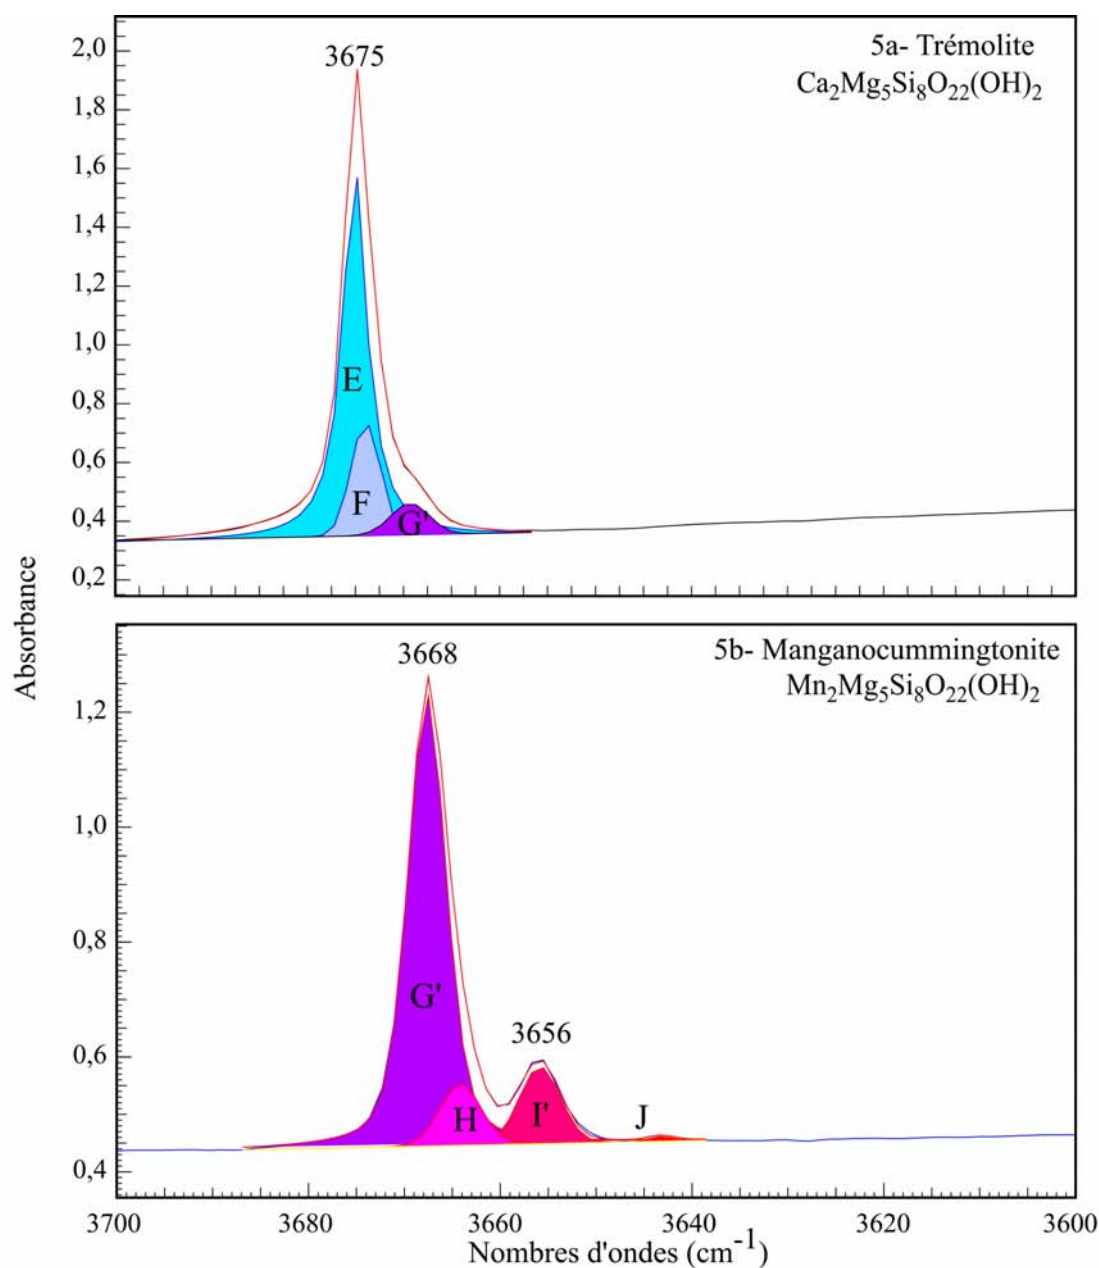 3675
5a- Trémolite
Ca2Mg5Si8O22(OH)2
2,0
1,8
1,6
1,4
1,2
1,0
0,8
0,6
0,4
0,2
E
F
G'
Absorbance
3668
5b- Manganocummingtonite
Mn2Mg5Si8O22(OH)2
1,2
1,0
0,8
0,6
0,4
G'
3656
H
I'
J
3700 3680 3660 3640 3620 3600
Nombres d'ondes (cm-1)